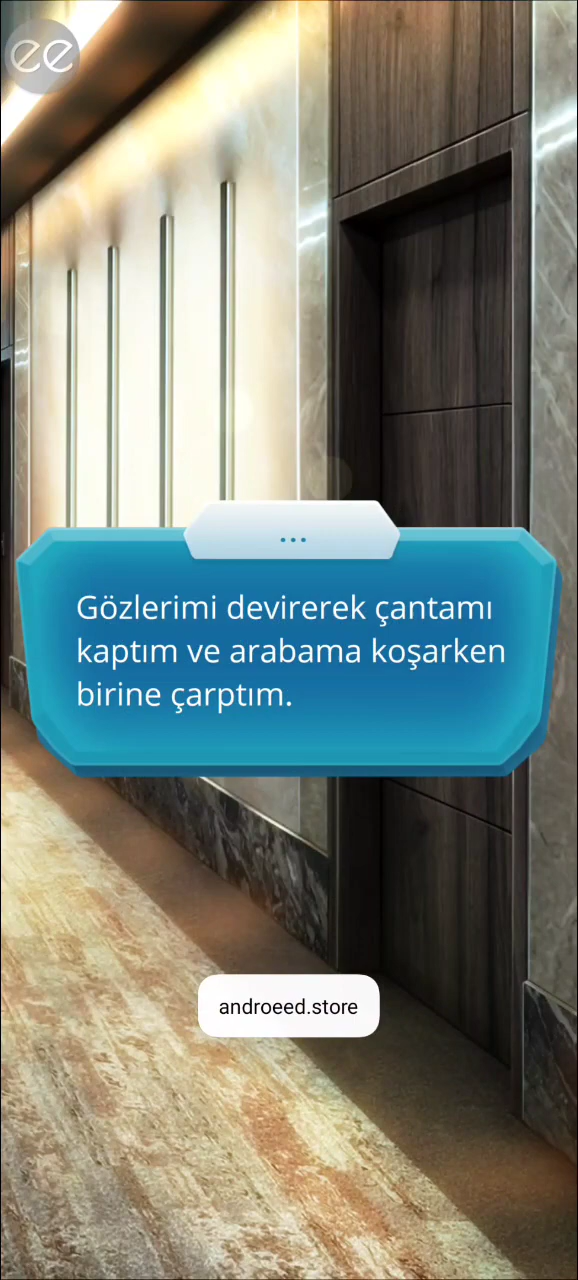 ee
...
Gözlerimi devirerek çantamı
kaptım ve arabama koşarken
birine çarptım.
androeed.store